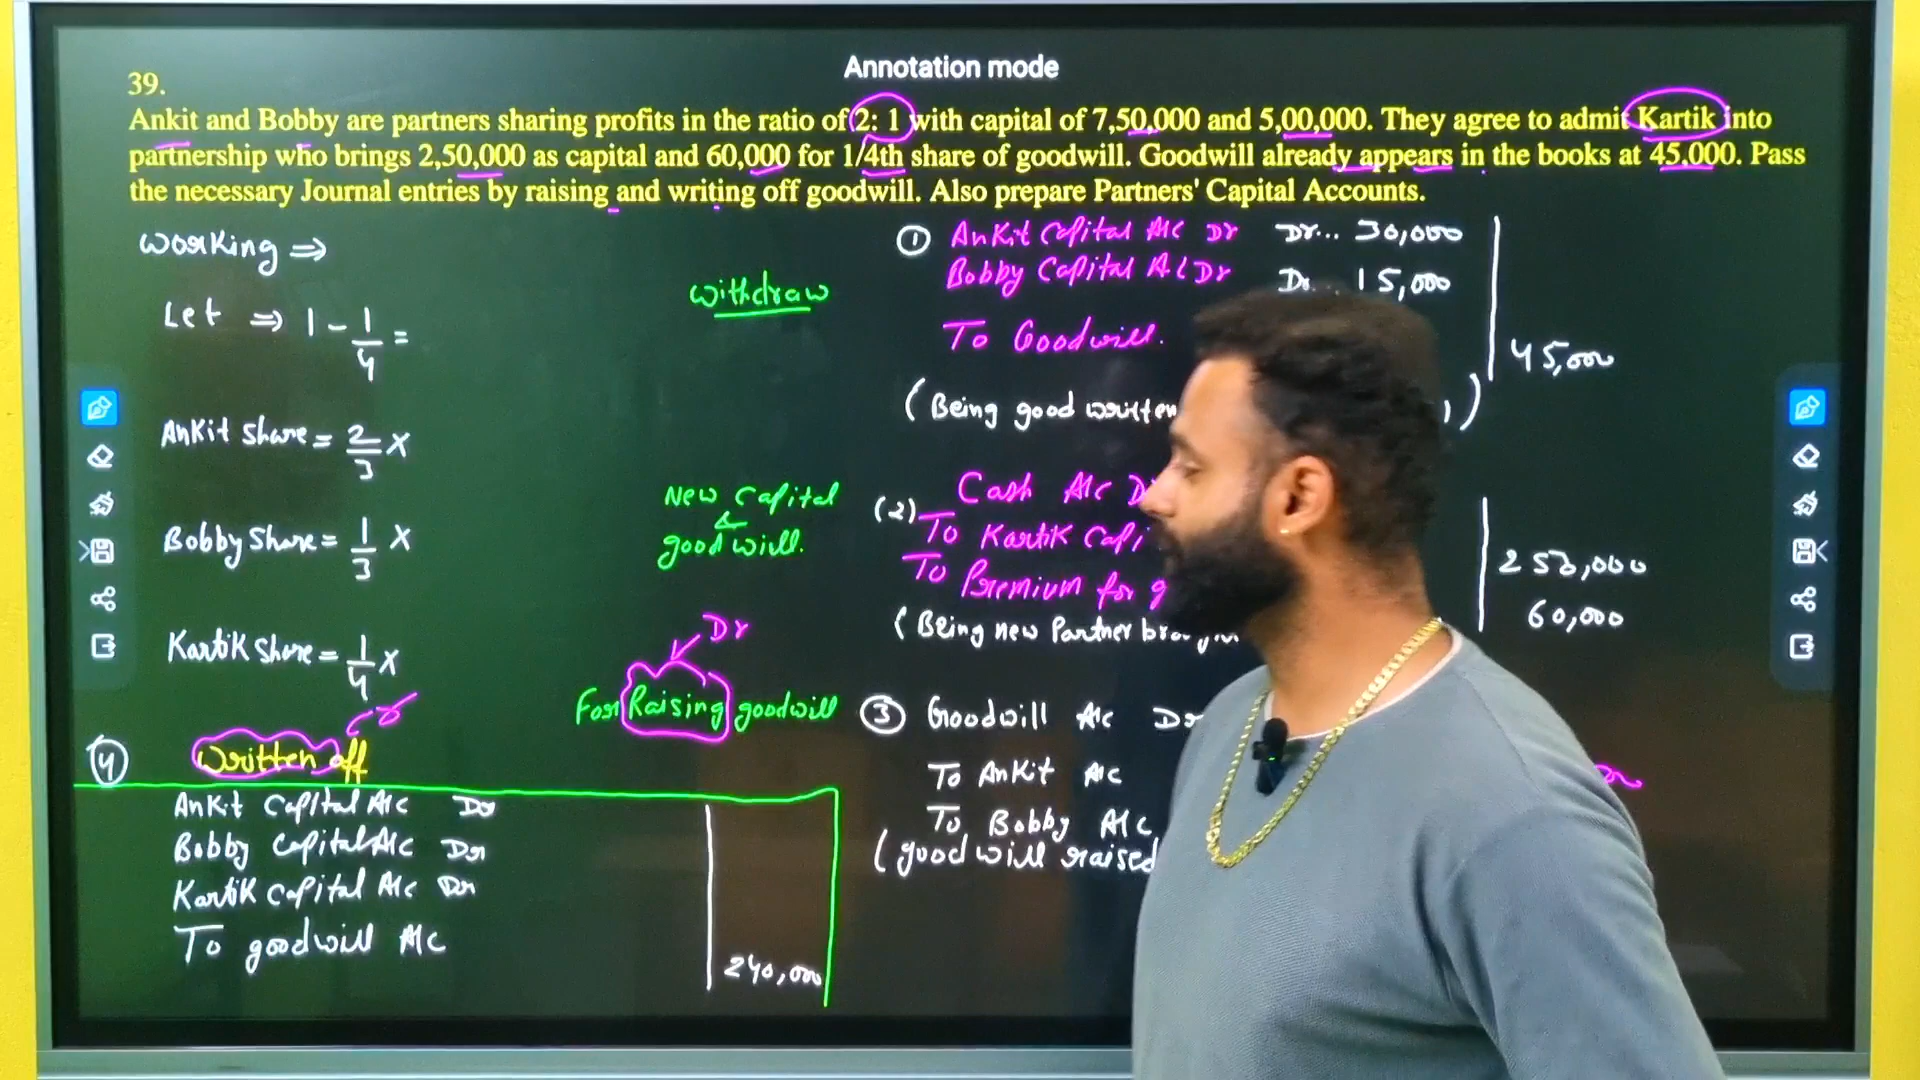 Annotation mode
39.
Ankit and Bobby are partners sharing profits in the ratio of 2: 1 with capital of 7,50,000 and 5,00,000. They agree to admit Kartik into
partnership who brings 2,50,000 as capital and 60,000 for 1/4th share of goodwill. Goodwill already appears in the books at 45,000. Pass
the necessary Journal entries by raising and writing off goodwill. Also prepare Partners' Capital Accounts.
Working ⇒
Let ⇒ 1 - 1/4 =
Ankit Share = 2/3 X
Bobby Share = 1/3 X
Kartik Share = 1/4 X
(4) Written off
Cr
Ankit Capital A/c Dr
Bobby Capital A/c Dr
Kartik Capital A/c Dr
To goodwill A/c
240,000
Withdraw
New Capital
&
good will.
Dr
For Raising goodwill
(1) Ankit Capital A/c Dr Dr... 30,000
Bobby Capital A/c Dr Dr... 15,000
To Goodwill.
45,000
(Being good written )
(2) Cash A/c
To Kartik
To Premium for
250,000
60,000
(Being new Partner
(3) Goodwill A/c Dr
To Ankit A/c
To Bobby A/c
(good will raised